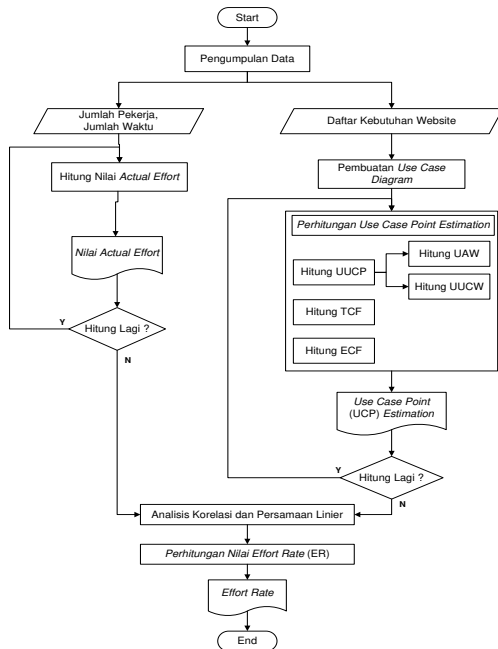 Start
Pengumpulan Data
Jumlah Pekerja,
Jumlah Waktu
Daftar Kebutuhan Website
Hitung Nilai Actual Effort
Pembuatan Use Case
Diagram
Nilai Actual Effort
Perhitungan Use Case Point Estimation
Hitung UUCP
Hitung UAW
Hitung UUCW
Hitung TCF
Hitung ECF
Y
Hitung Lagi ?
N
Use Case Point
(UCP) Estimation
Y
Hitung Lagi ?
N
Analisis Korelasi dan Persamaan Linier
Perhitungan Nilai Effort Rate (ER)
Effort Rate
End